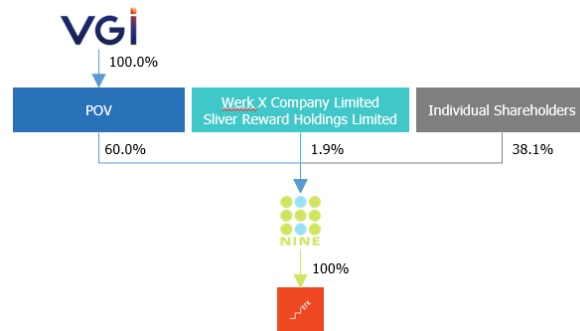 VGI
100.0%
POV
Werk X Company Limited
Sliver Reward Holdings Limited
Individual Shareholders
60.0%
1.9%
38.1%
NINE
100%